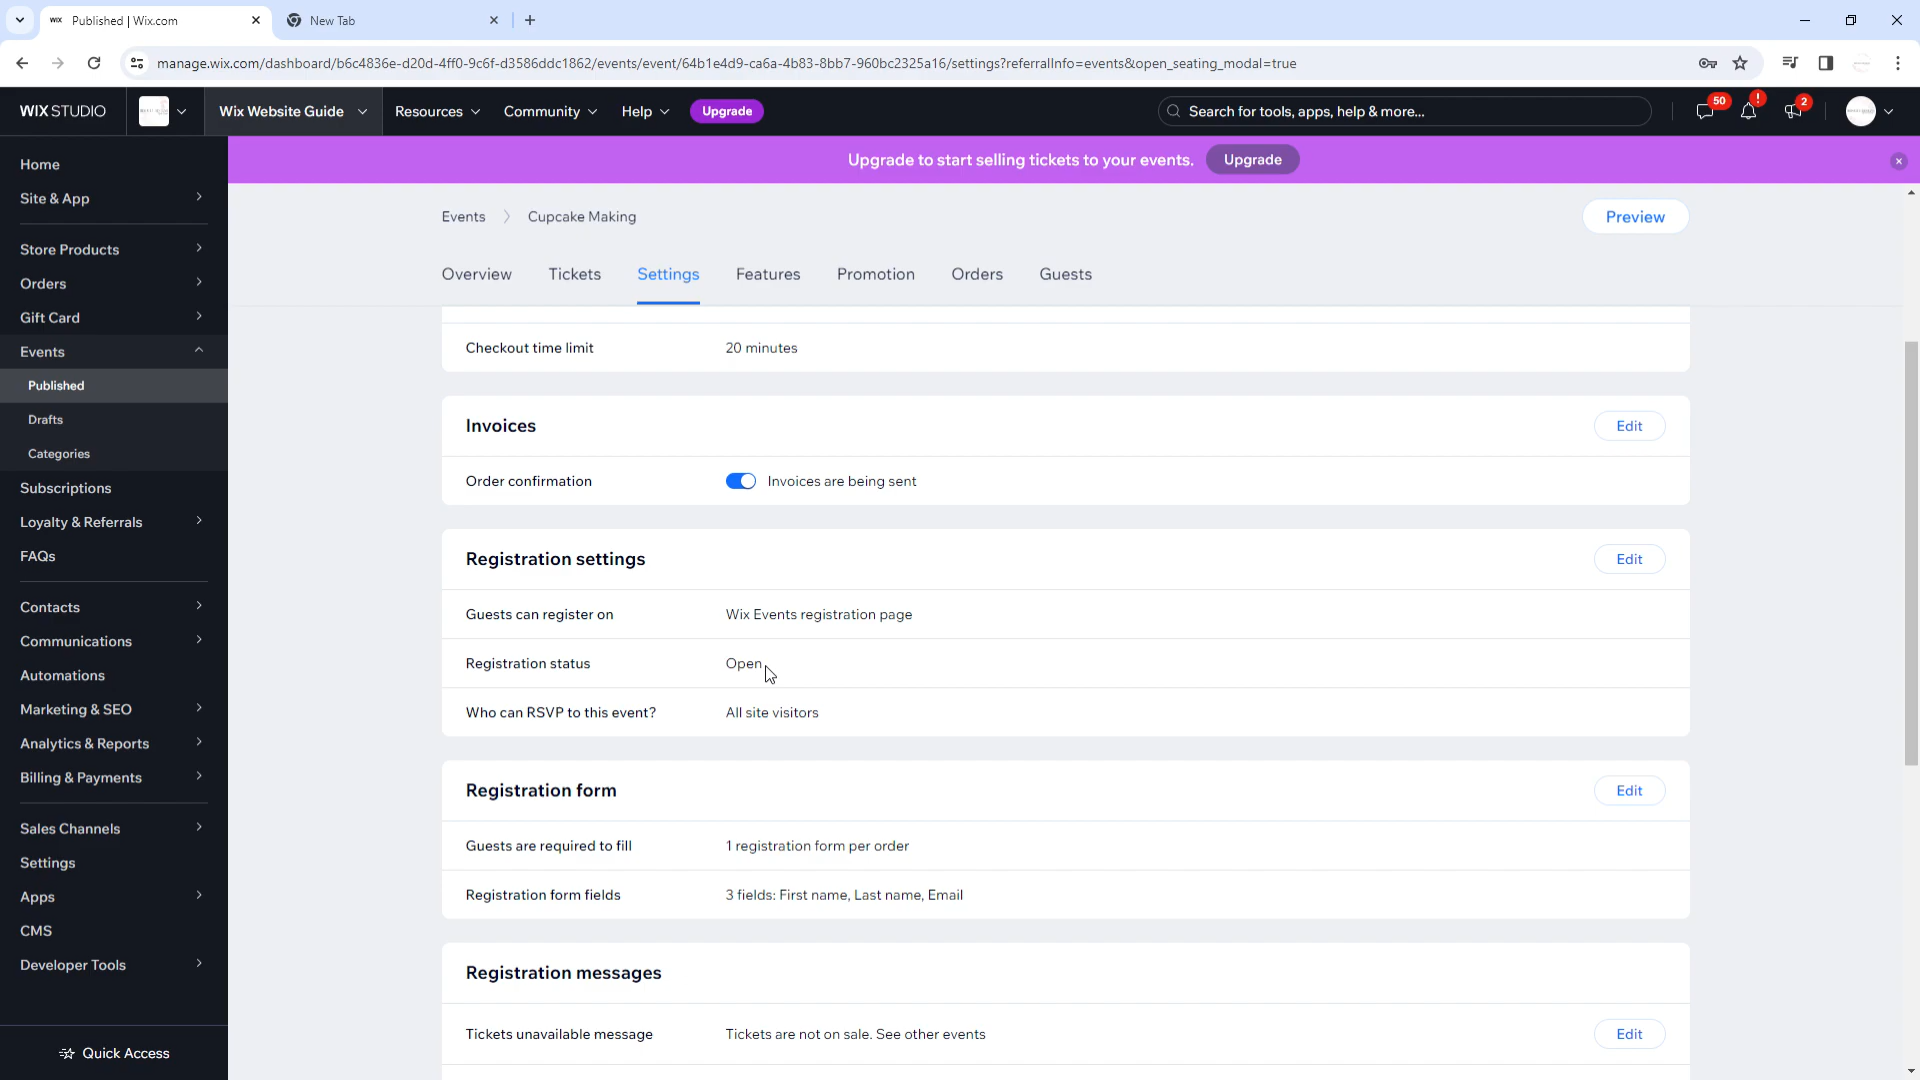 WIX Published | Wix.com
New Tab
manage.wix.com/dashboard/b6c4836e-d20d-4ff0-9c6f-d3586ddc1862/events/event/64b1e4d9-ca6a-4b83-8bb7-960bc2325a16/settings?referralInfo=events&open_seating_modal=true
WIX STUDIO
Wix Website Guide
Resources
Community
Help
Upgrade
Search for tools, apps, help & more...
50
!
2
Upgrade to start selling tickets to your events.
Upgrade
Home
Site & App
Store Products
Orders
Gift Card
Events
Published
Drafts
Categories
Subscriptions
Loyalty & Referrals
FAQs
Contacts
Communications
Automations
Marketing & SEO
Analytics & Reports
Billing & Payments
Sales Channels
Settings
Apps
CMS
Developer Tools
Quick Access
Events
Cupcake Making
Preview
Overview
Tickets
Settings
Features
Promotion
Orders
Guests
Checkout time limit 20 minutes
Invoices
Edit
Order confirmation Invoices are being sent
Registration settings
Edit
Guests can register on Wix Events registration page
Registration status Open
Who can RSVP to this event? All site visitors
Registration form
Edit
Guests are required to fill 1 registration form per order
Registration form fields 3 fields: First name, Last name, Email
Registration messages
Tickets unavailable message Tickets are not on sale. See other events
Edit